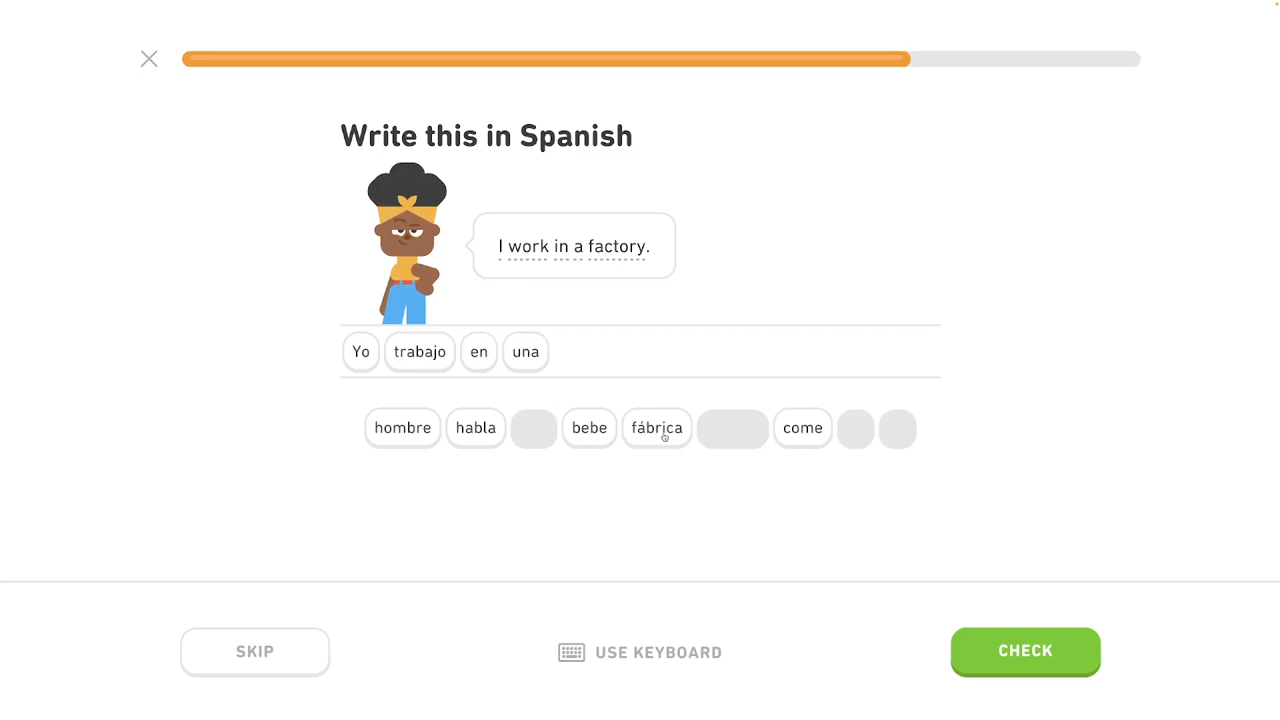 Write this in Spanish
I work in a factory.
Yo trabajo en una
hombre habla bebe fábrica come
SKIP USE KEYBOARD CHECK